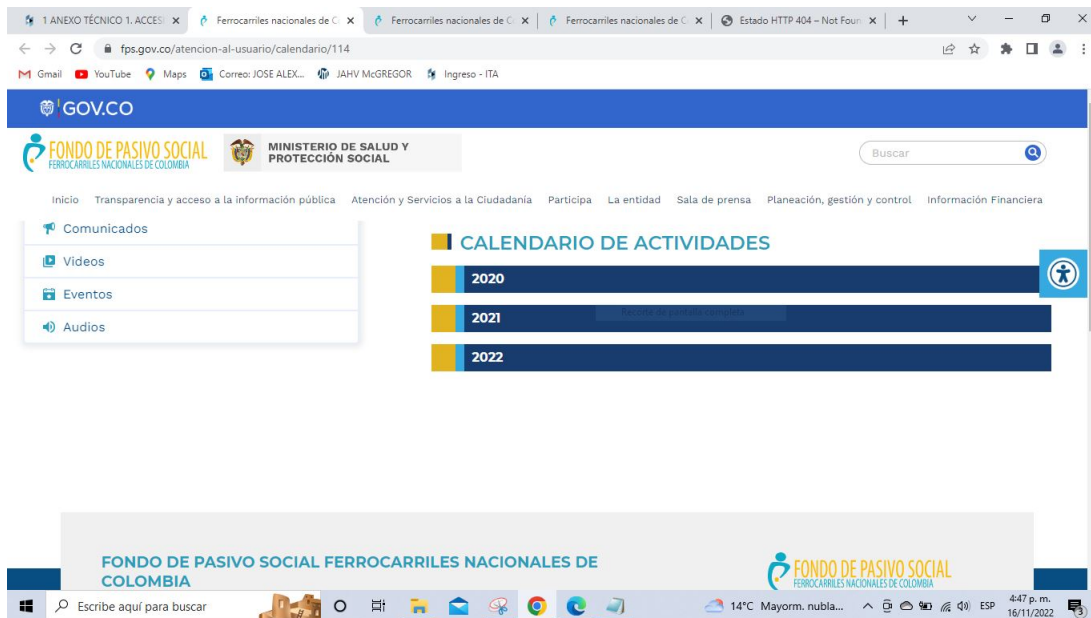 1 ANEXO TÉCNICO 1. ACCESI
Ferrocarriles nacionales de C
Ferrocarriles nacionales de C
Ferrocarriles nacionales de C
Estado HTTP 404 – Not Foun
fps.gov.co/atencion-al-usuario/calendario/114
Gmail YouTube Maps Correo: JOSE ALEX... JAHV McGREGOR Ingreso - ITA
GOV.CO
FONDO DE PASIVO SOCIAL
FERROCARRILES NACIONALES DE COLOMBIA
MINISTERIO DE SALUD Y
PROTECCIÓN SOCIAL
Buscar
Inicio Transparencia y acceso a la información pública Atención y Servicios a la Ciudadanía Participa La entidad Sala de prensa Planeación, gestión y control Información Financiera
Comunicados
Videos
Eventos
Audios
CALENDARIO DE ACTIVIDADES
2020
2021
Recorte de pantalla completa
2022
FONDO DE PASIVO SOCIAL FERROCARRILES NACIONALES DE
COLOMBIA
FONDO DE PASIVO SOCIAL
FERROCARRILES NACIONALES DE COLOMBIA
Escribe aquí para buscar
14°C Mayorm. nubla...
ESP
4:47 p. m.
16/11/2022
3